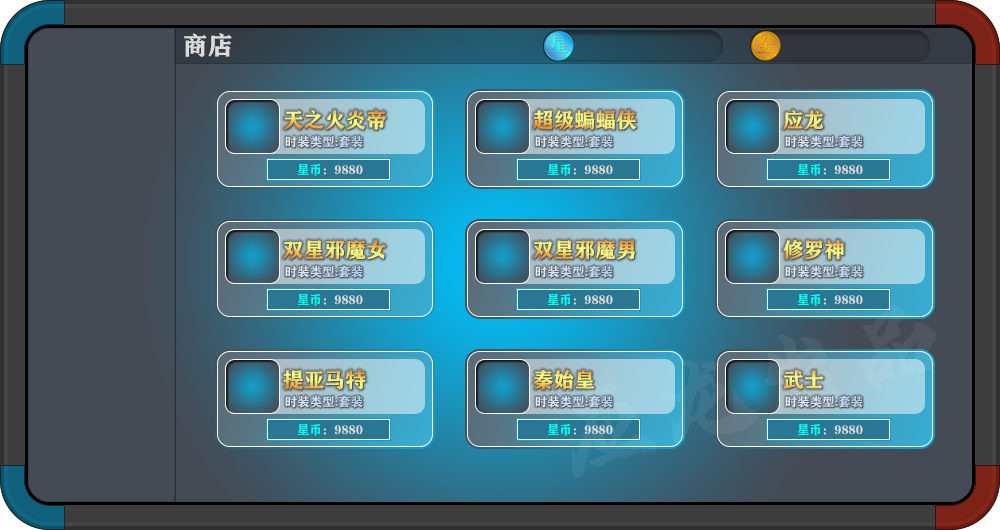 商店
星
金
天之火炎帝
时装类型:套装
星币：9880
超级蝙蝠侠
时装类型:套装
星币：9880
应龙
时装类型:套装
星币：9880
双星邪魔女
时装类型:套装
星币：9880
双星邪魔男
时装类型:套装
星币：9880
修罗神
时装类型:套装
星币：9880
提亚马特
时装类型:套装
星币：9880
秦始皇
时装类型:套装
星币：9880
武士
时装类型:套装
星币：9880